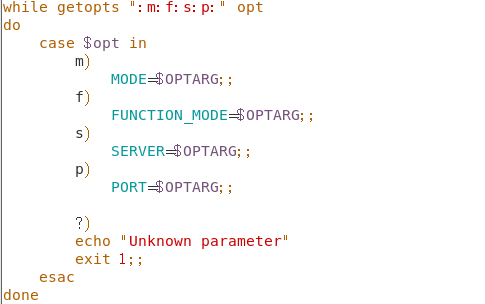 while getopts ":m:f:s:p:" opt
do
    case $opt in
        m)
            MODE=$OPTARG;;
        f)
            FUNCTION_MODE=$OPTARG;;
        s)
            SERVER=$OPTARG;;
        p)
            PORT=$OPTARG;;
        ?)
        echo "Unknown parameter"
        exit 1;;
    esac
done